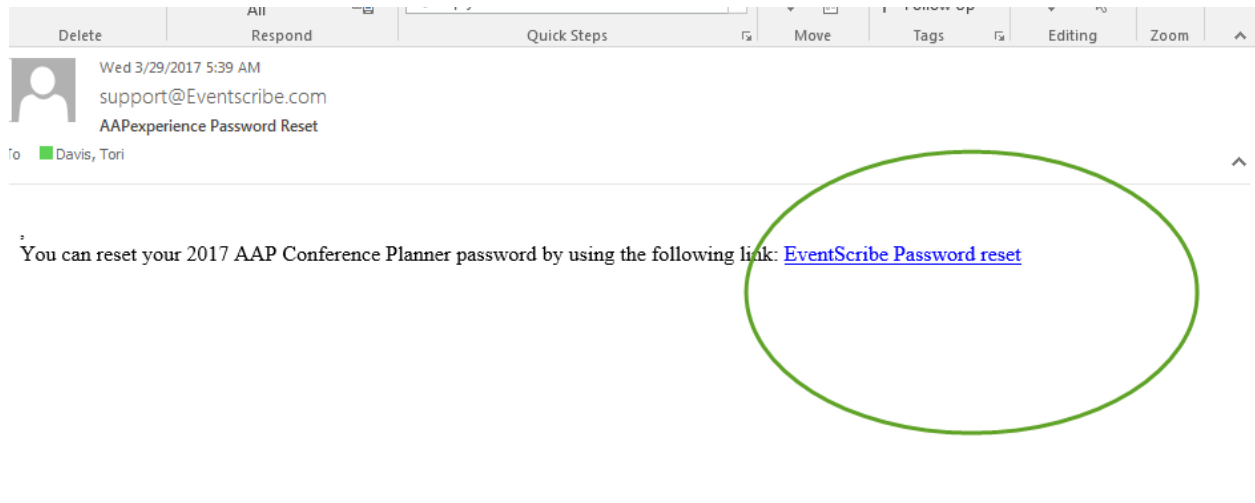 All
Delete Respond Quick Steps Move Tags Editing Zoom
Wed 3/29/2017 5:39 AM
support@Eventscribe.com
AAPexperience Password Reset
To Davis, Tori
,
You can reset your 2017 AAP Conference Planner password by using the following link: EventScribe Password reset